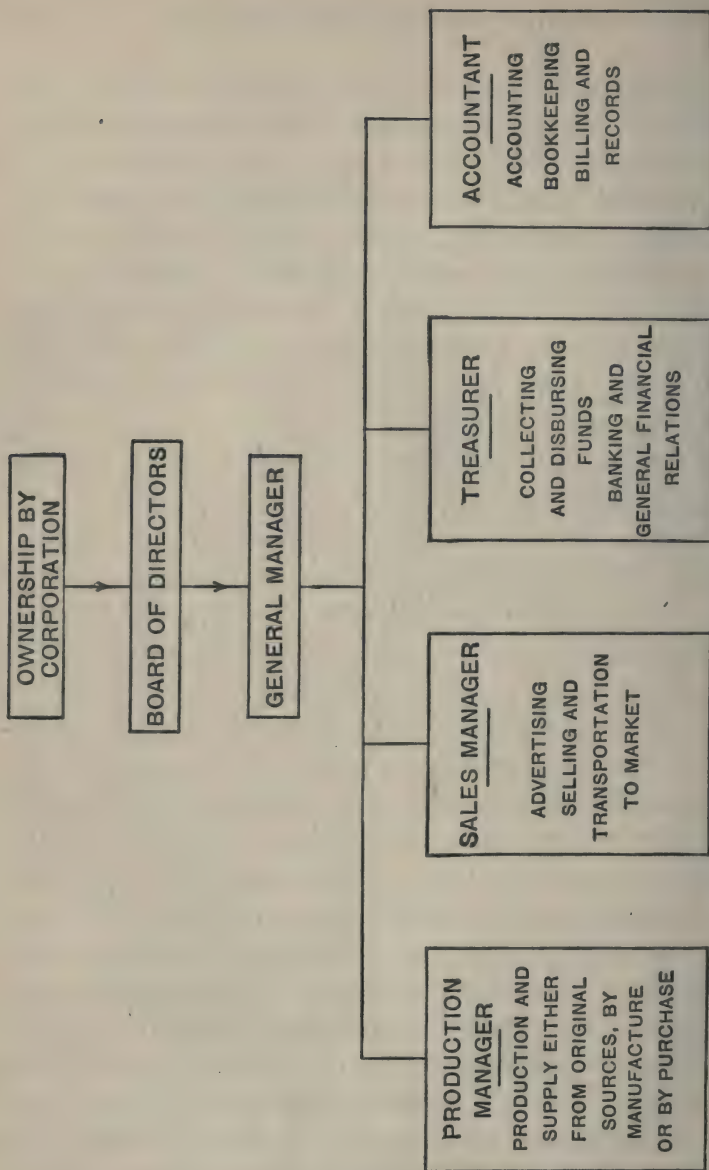 OWNERSHIP BY
CORPORATION
BOARD OF DIRECTORS
GENERAL MANAGER
PRODUCTION
MANAGER
PRODUCTION AND
SUPPLY EITHER
FROM ORIGINAL
SOURCES, BY
MANUFACTURE
OR BY PURCHASE
SALES MANAGER
ADVERTISING
SELLING AND
TRANSPORTATION
TO MARKET
TREASURER
COLLECTING
AND DISBURSING
FUNDS
BANKING AND
GENERAL FINANCIAL
RELATIONS
ACCOUNTANT
ACCOUNTING
BOOKKEEPING
BILLING AND
RECORDS